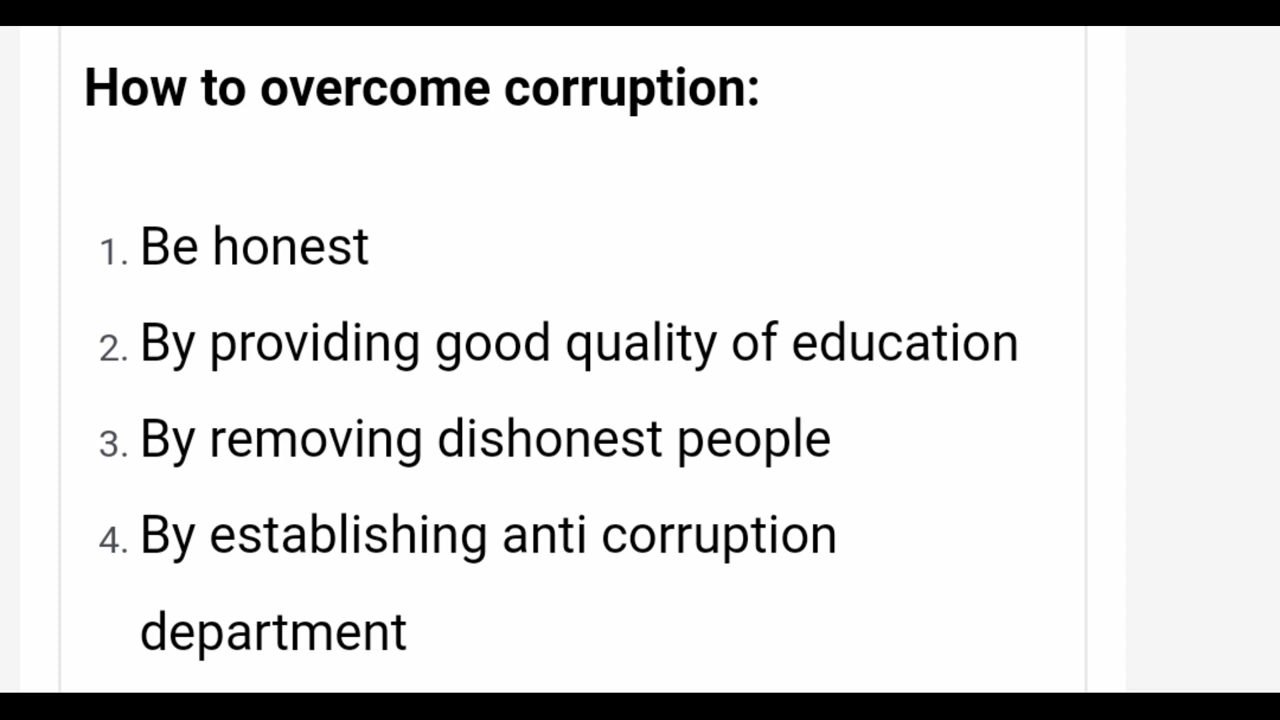 How to overcome corruption:
1. Be honest
2. By providing good quality of education
3. By removing dishonest people
4. By establishing anti corruption
department